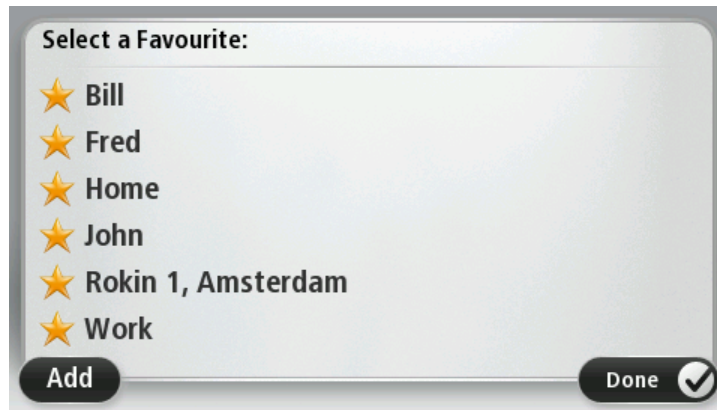 Select a Favourite:
Bill
Fred
Home
John
Rokin 1, Amsterdam
Work
Add
Done